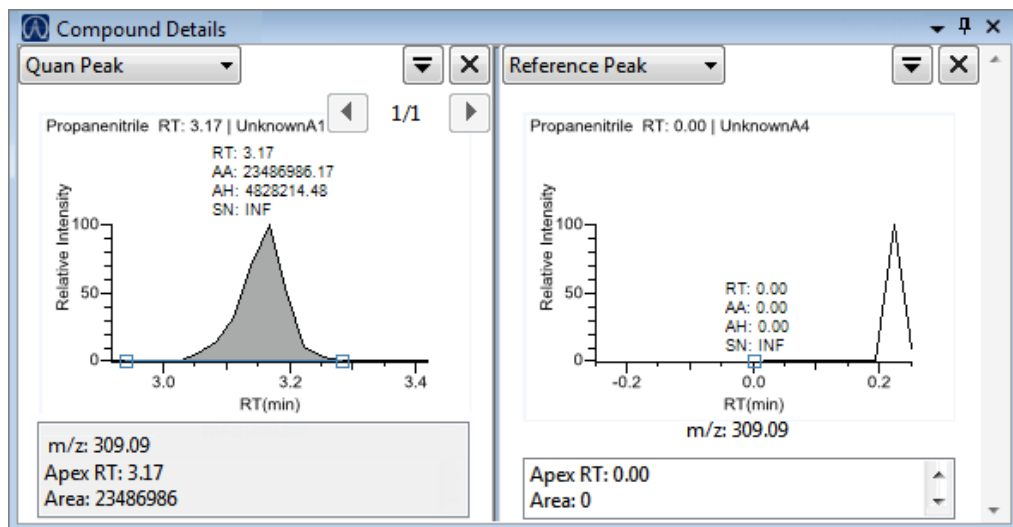 Compound Details
Quan Peak
1/1
Propanenitrile RT: 3.17 | UnknownA1
RT: 3.17
AA: 23486986.17
AH: 4828214.48
SN: INF
Relative Intensity
100
50
0
3.0 3.2 3.4
RT(min)
m/z: 309.09
Apex RT: 3.17
Area: 23486986
Reference Peak
Propanenitrile RT: 0.00 | UnknownA4
Relative Intensity
100
50
0
RT: 0.00
AA: 0.00
AH: 0.00
SN: INF
-0.2 0.0 0.2
RT(min)
m/z: 309.09
Apex RT: 0.00
Area: 0